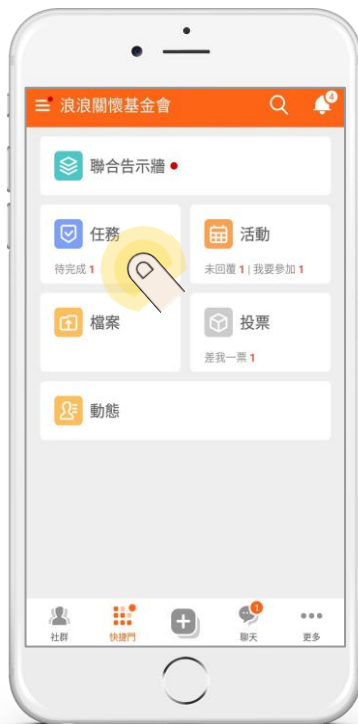 浪浪關懷基金會
4
聯合告示牆
任務
待完成 1
活動
未回覆 1 | 我要參加 1
檔案
投票
差我一票 1
動態
社群
快捷鬥
1
聊天
更多